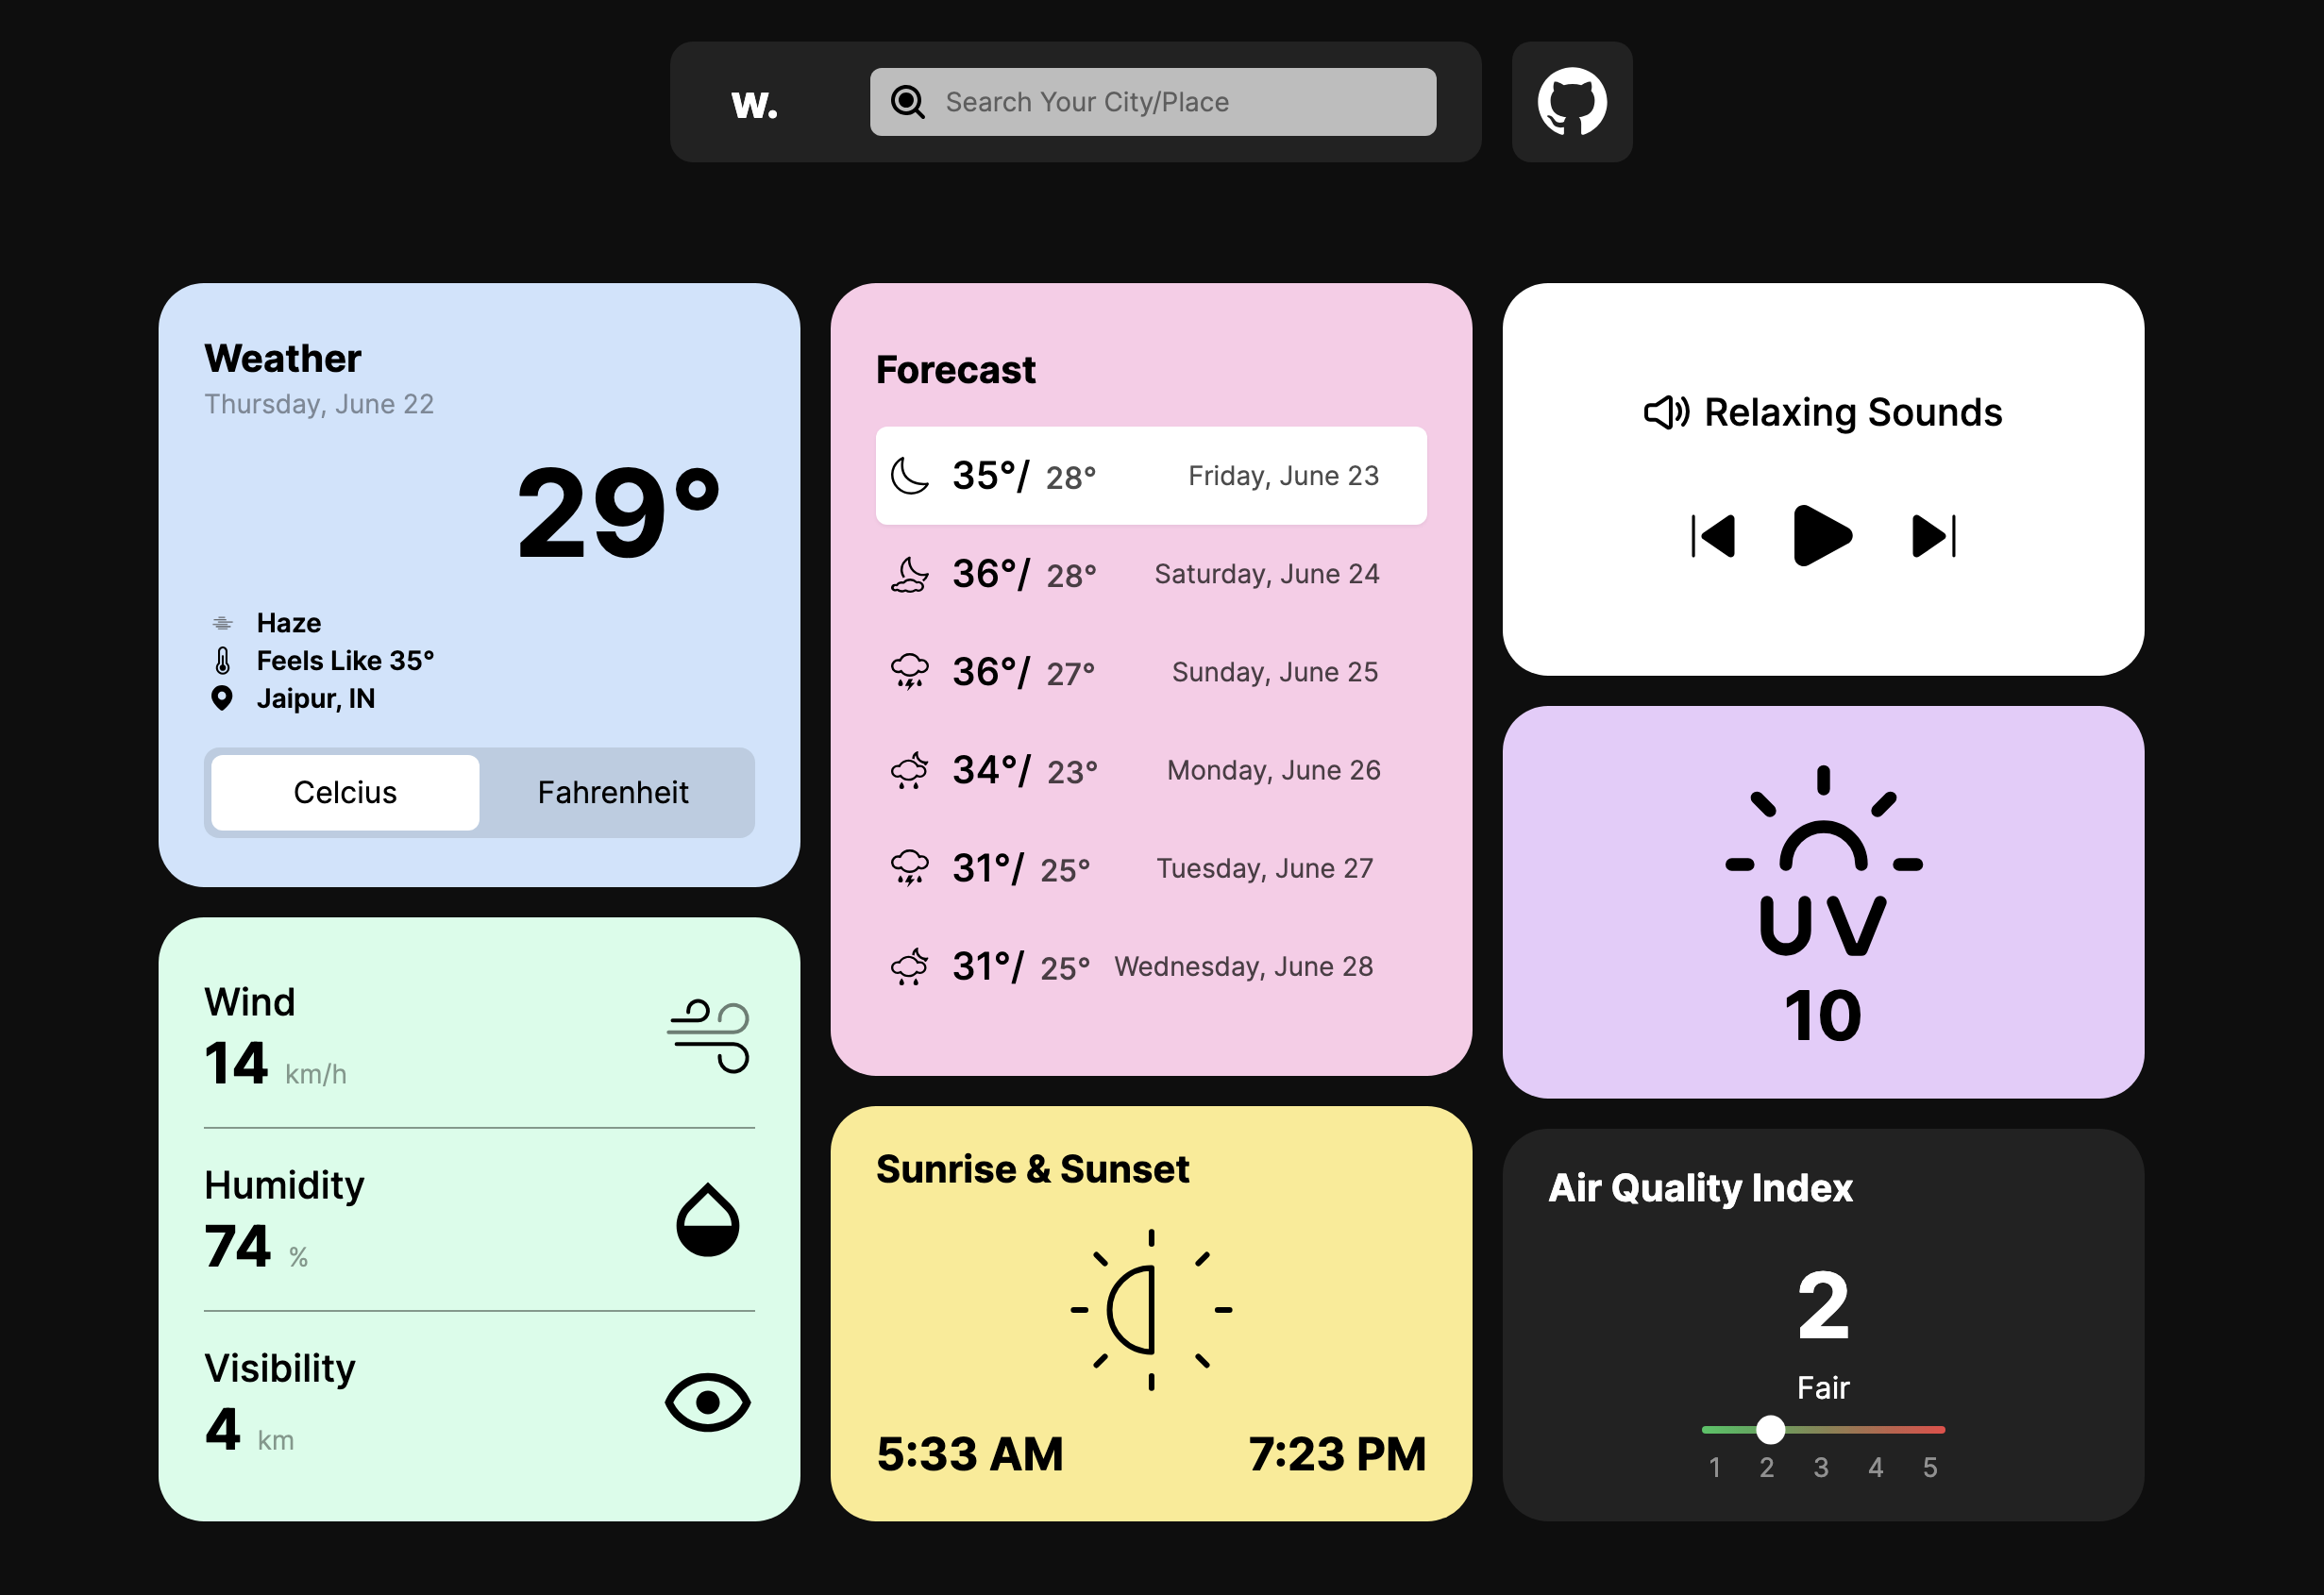 w.
Search Your City/Place
Weather
Thursday, June 22
29°
Haze
Feels Like 35°
Jaipur, IN
Celcius Fahrenheit
Wind
14 km/h
Humidity
74 %
Visibility
4 km
Forecast
35°/ 28° Friday, June 23
36°/ 28° Saturday, June 24
36°/ 27° Sunday, June 25
34°/ 23° Monday, June 26
31°/ 25° Tuesday, June 27
31°/ 25° Wednesday, June 28
Sunrise & Sunset
5:33 AM 7:23 PM
Relaxing Sounds
UV
10
Air Quality Index
2
Fair
1 2 3 4 5